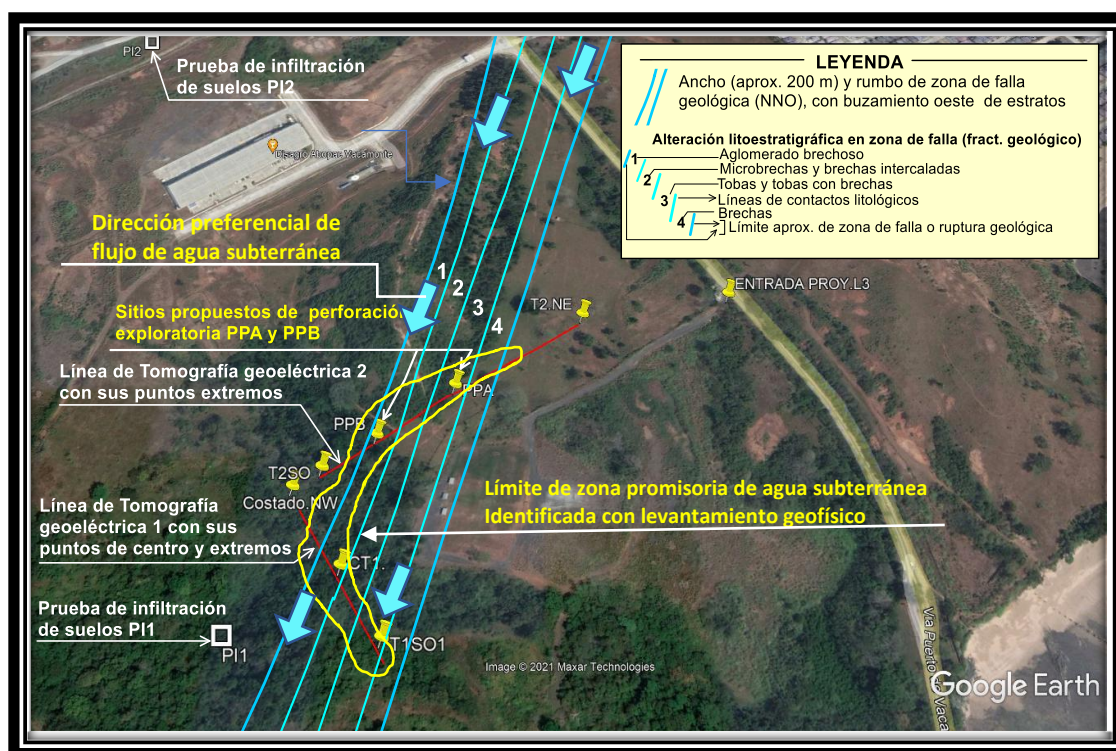 PI2
Prueba de infiltración
de suelos PI2
Disagro Abopac Vacamonte
Dirección preferencial de
flujo de agua subterránea
Sitios propuestos de perforación
exploratoria PPA y PPB
Línea de Tomografía geoeléctrica 2
con sus puntos extremos
1
2
3
4
T2.NE
ENTRADA PROY.L3
PPA
PPB
T2SO
Costado.NW
Línea de Tomografía
geoeléctrica 1 con sus
puntos de centro y extremos
Límite de zona promisoria de agua subterránea
Identificada con levantamiento geofísico
CT1.
Prueba de infiltración
de suelos PI1
PI1
T1SO1
Image © 2021 Maxar Technologies
Via Puerto
Vaca
Google Earth
LEYENDA
Ancho (aprox. 200 m) y rumbo de zona de falla
geológica (NNO), con buzamiento oeste de estratos
Alteración litoestratigráfica en zona de falla (fract. geológico)
1 Aglomerado brechoso
2 Microbrechas y brechas intercaladas
3 Tobas y tobas con brechas
Líneas de contactos litológicos
4 Brechas
Límite aprox. de zona de falla o ruptura geológica